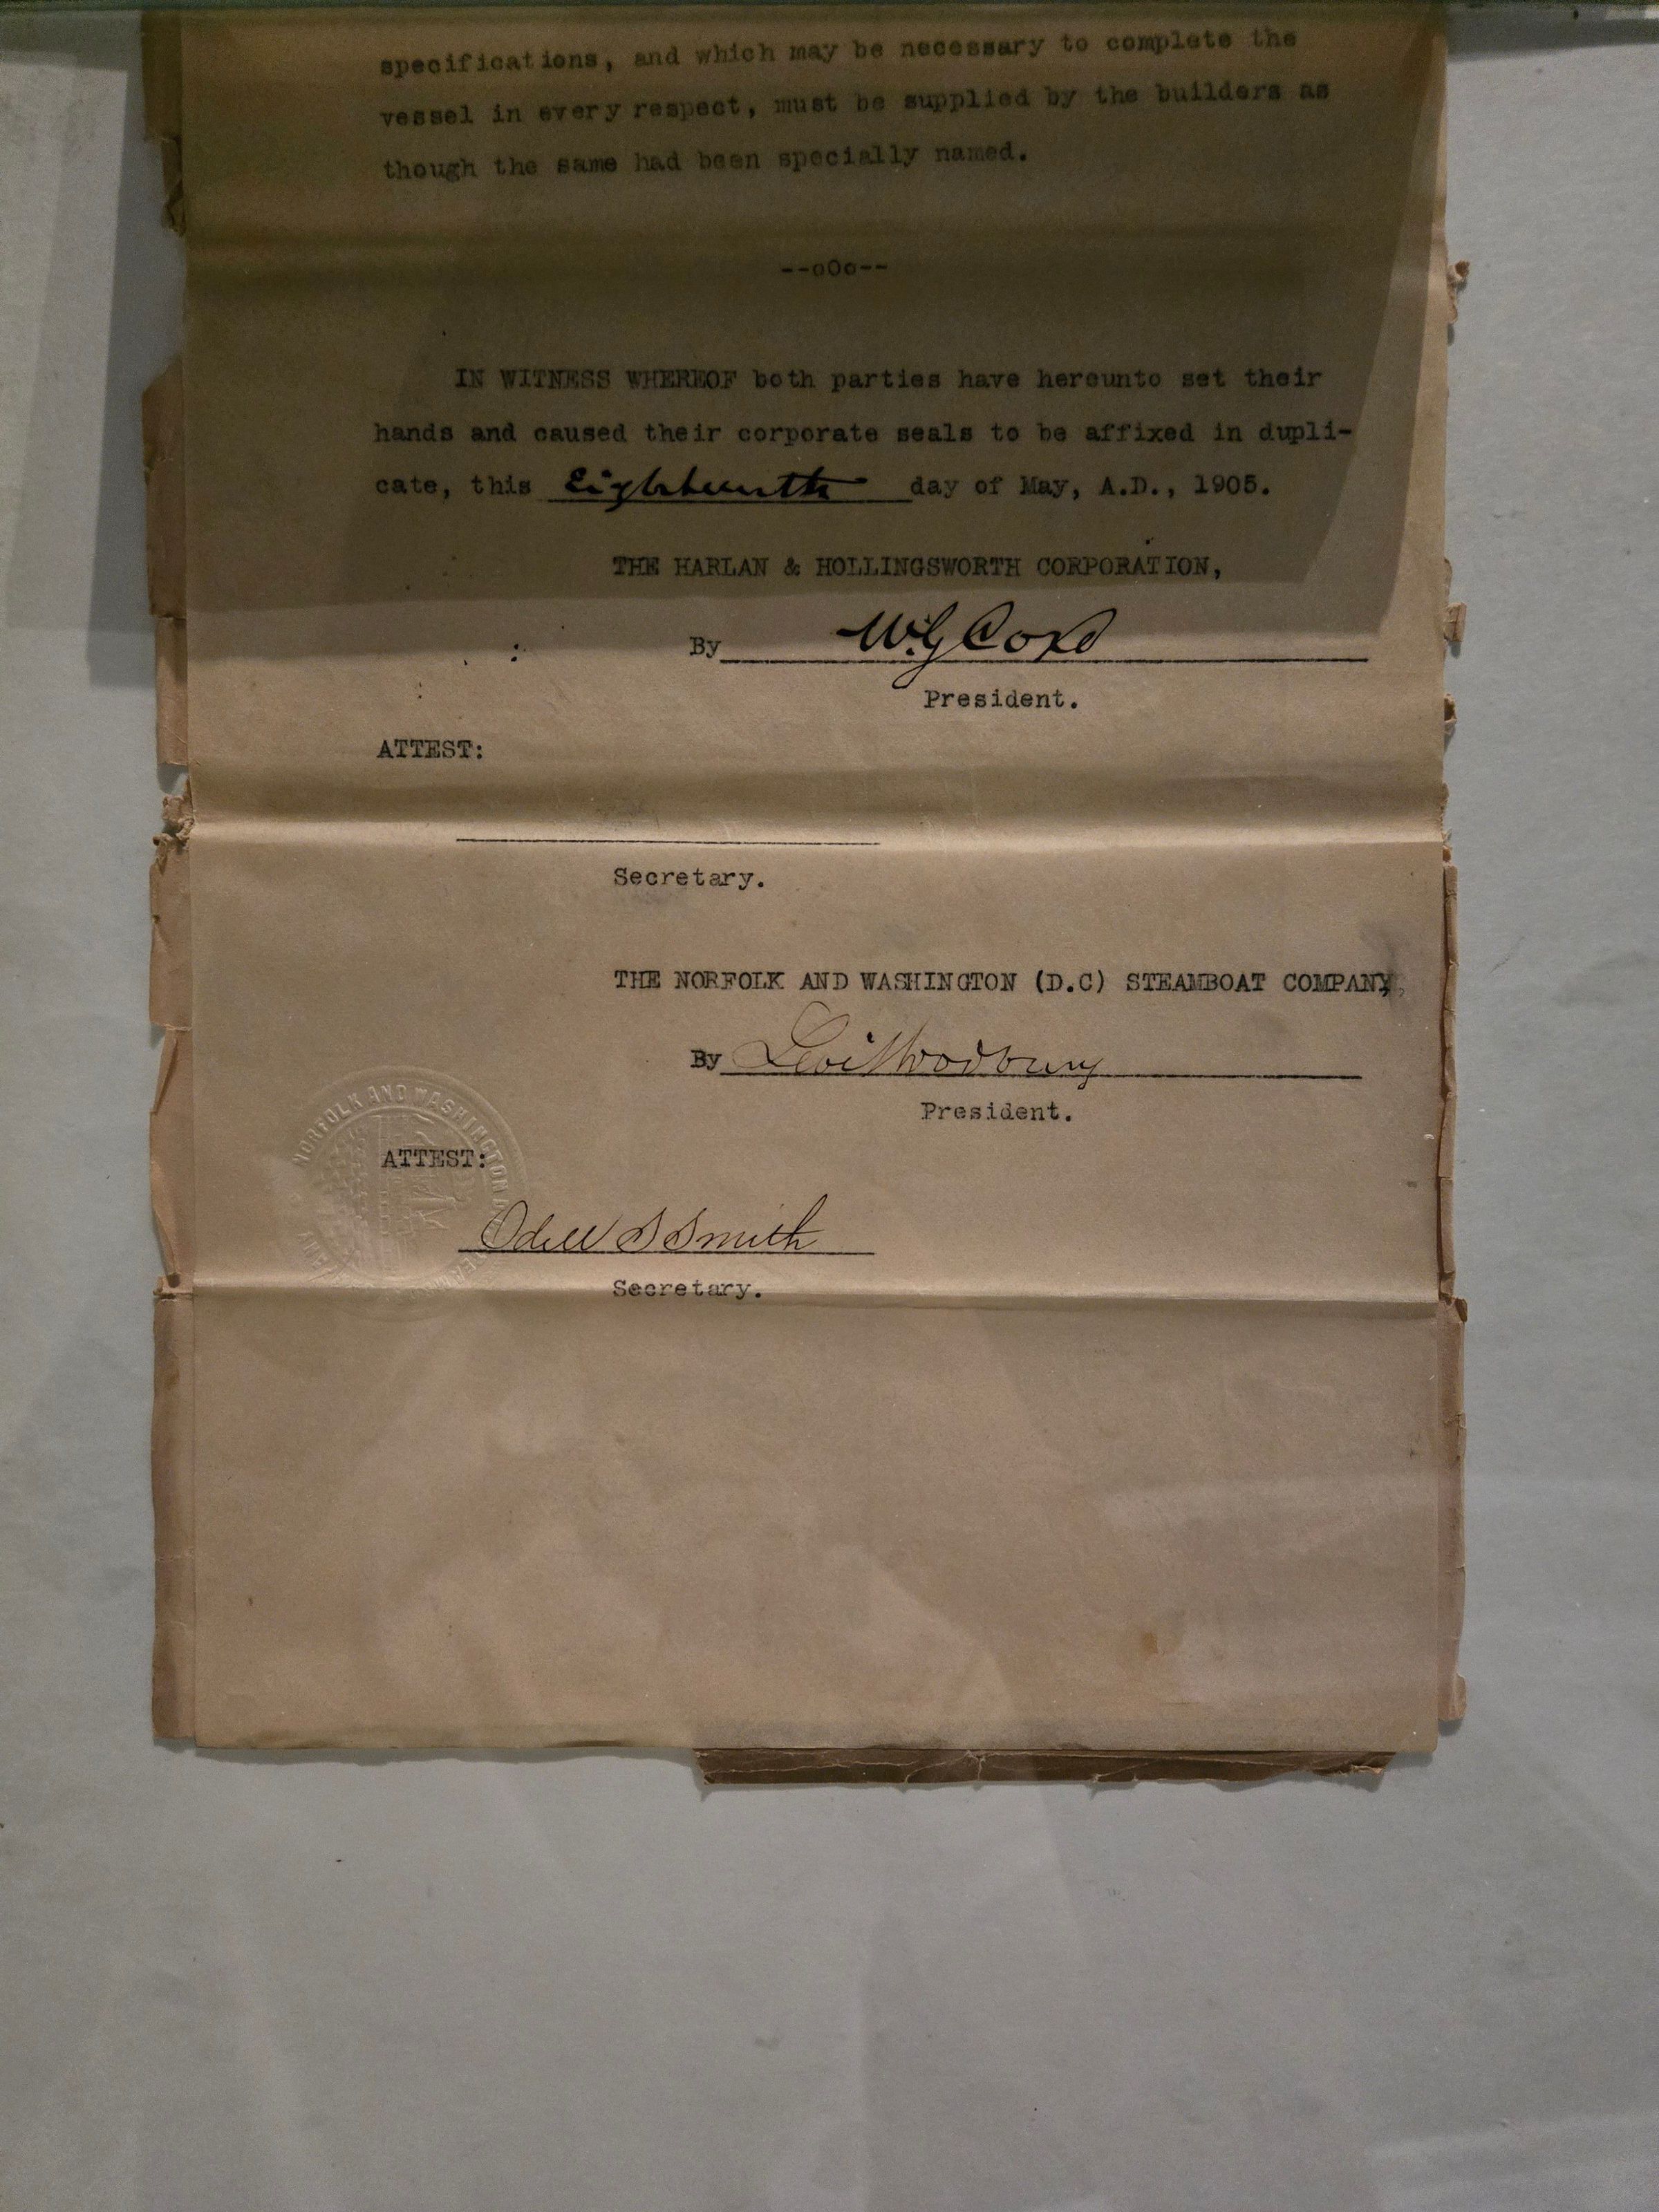 specifications, and which may be necessary to complete the
vessel in every respect, must be supplied by the builders as
though the same had been specially named.
--oOo--
IN WITNESS WHEREOF both parties have hereunto set their
hands and caused their corporate seals to be affixed in dupli-
cate, this Eighteenth day of May, A.D., 1905.
THE HARLAN & HOLLINGSWORTH CORPORATION,
By W.G Coxe
President.
ATTEST:
Secretary.
THE NORFOLK AND WASHINGTON (D.C) STEAMBOAT COMPANY,
By Levi Woodbury
President.
NORFOLK AND WASHINGTON
ATTEST:
Odell S Smith
Secretary.